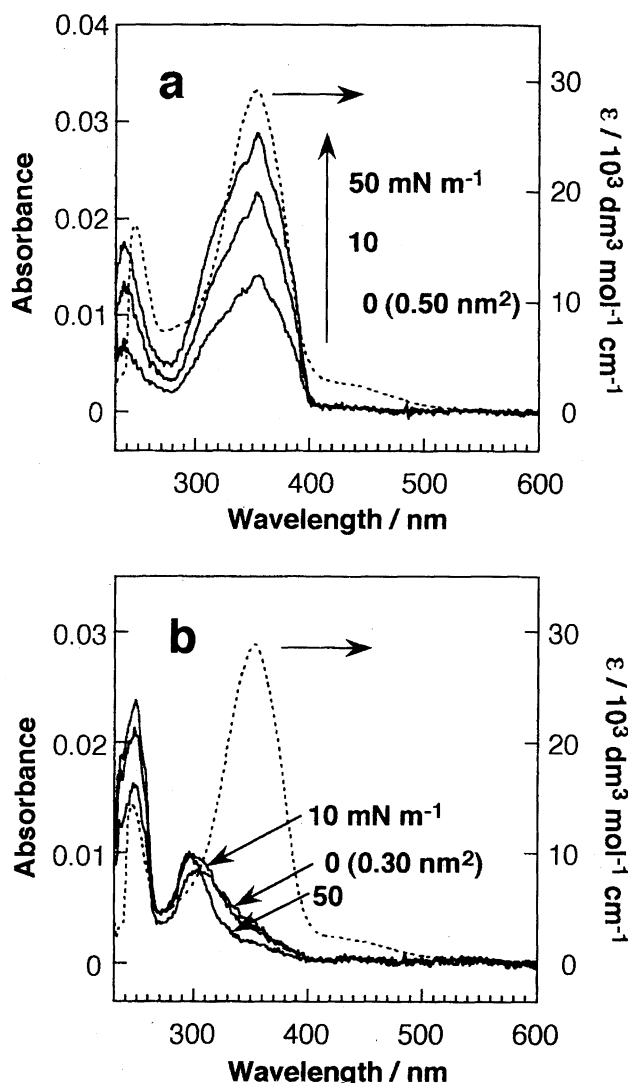 a
0.04
0.03
0.02
0.01
0
Absorbance
30
20
10
0
ε / 10³ dm³ mol⁻¹ cm⁻¹
50 mN m⁻¹
10
0 (0.50 nm²)
300
400
500
600
Wavelength / nm
b
0.03
0.02
0.01
0
Absorbance
30
20
10
0
ε / 10³ dm³ mol⁻¹ cm⁻¹
10 mN m⁻¹
0 (0.30 nm²)
50
300
400
500
600
Wavelength / nm